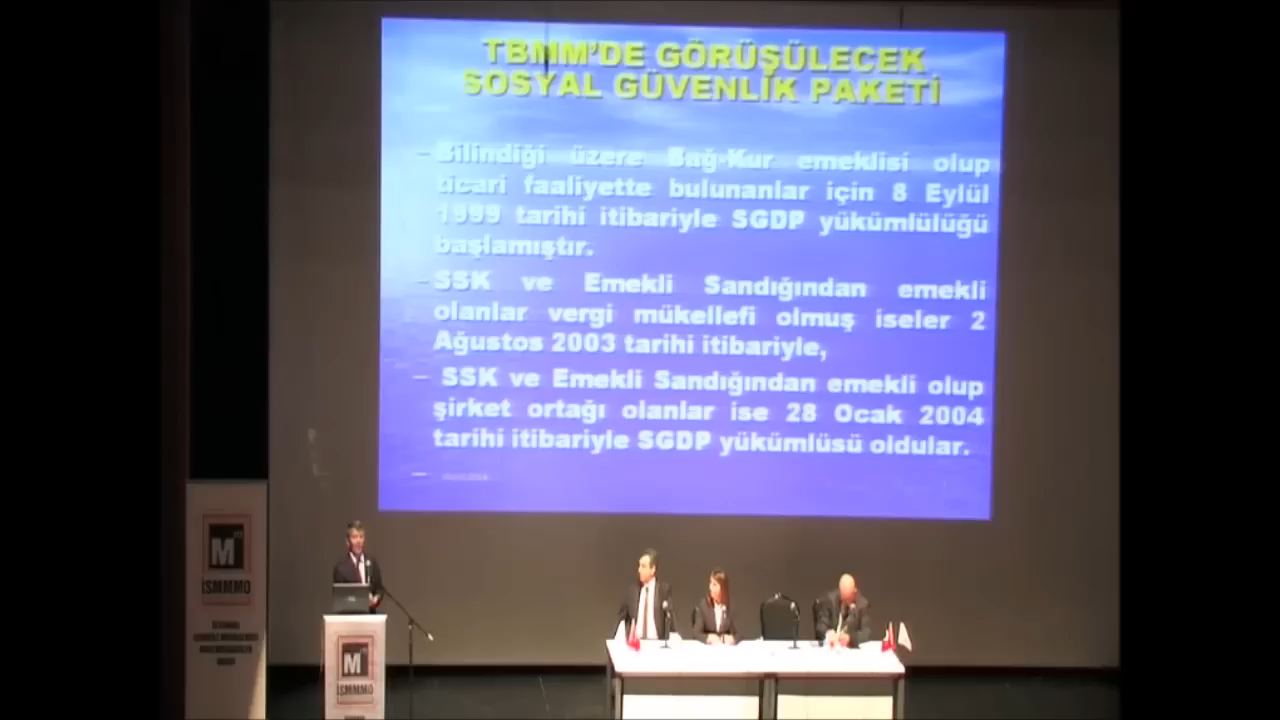 TBMM'DE GÖRÜŞÜLECEK
SOSYAL GÜVENLİK PAKETİ
– Bilindiği üzere Bağ-Kur emeklisi olup
ticari faaliyette bulunanlar için 8 Eylül
1999 tarihi itibariyle SGDP yükümlülüğü
başlamıştır.
– SSK ve Emekli Sandığından emekli
olanlar vergi mükellefi olmuş iseler 2
Ağustos 2003 tarihi itibariyle,
– SSK ve Emekli Sandığından emekli olup
şirket ortağı olanlar ise 28 Ocak 2004
tarihi itibariyle SGDP yükümlüsü oldular.
M
İSMMMO
M
İSMMMO